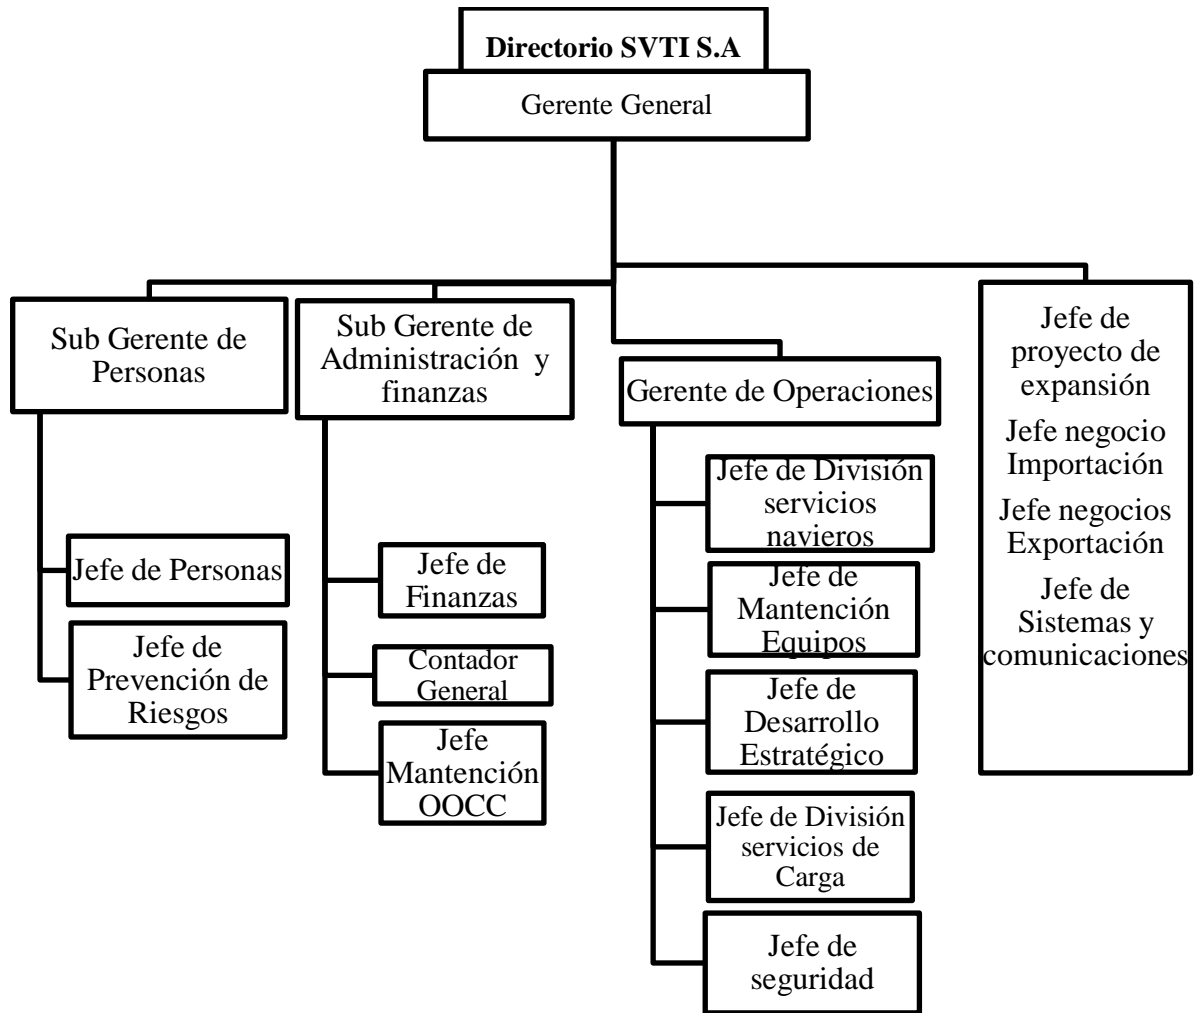 Directorio SVTI S.A
Gerente General
Sub Gerente de
Personas
Jefe de Personas
Jefe de
Prevención de
Riesgos
Sub Gerente de
Administración y
finanzas
Jefe de
Finanzas
Contador
General
Jefe
Mantención
OOCC
Gerente de Operaciones
Jefe de División
servicios
navieros
Jefe de
Mantención
Equipos
Jefe de
Desarrollo
Estratégico
Jefe de División
servicios de
Carga
Jefe de
seguridad
Jefe de
proyecto de
expansión
Jefe negocio
Importación
Jefe negocios
Exportación
Jefe de
Sistemas y
comunicaciones